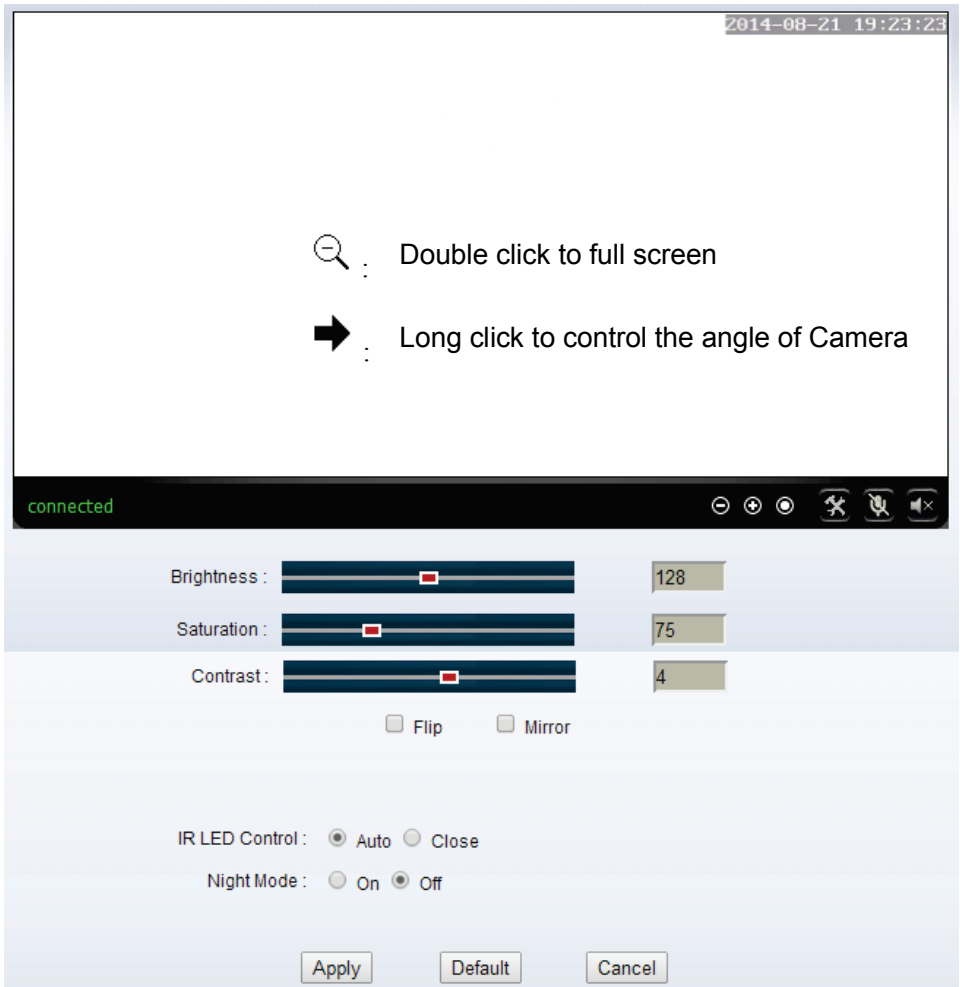 2014-08-21 19:23:23
: Double click to full screen
: Long click to control the angle of Camera
connected
Brightness : 128
Saturation : 75
Contrast : 4
Flip Mirror
IR LED Control : Auto Close
Night Mode : On Off
Apply Default Cancel